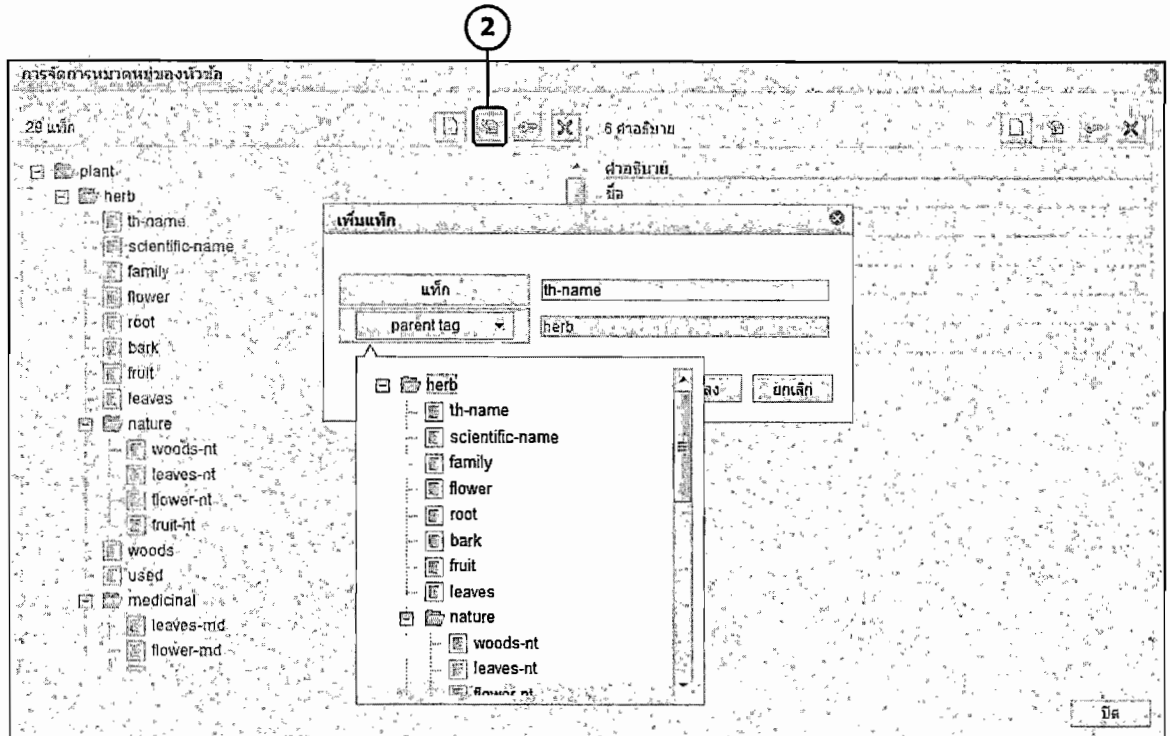 2
การจัดการหมวดหมู่ของหัวข้อ
29 แท็ก
6 คำอธิบาย
plant
herb
th-name
scientific-name
family
flower
root
bark
fruit
leaves
nature
woods-nt
leaves-nt
flower-nt
fruit-nt
woods
used
medicinal
leaves-md
flower-md
คำอธิบาย
ชื่อ
เพิ่มแท็ก
แท็ก
th-name
parent tag
herb
ลง
ยกเลิก
herb
th-name
scientific-name
family
flower
root
bark
fruit
leaves
nature
woods-nt
leaves-nt
flower-nt
ปิด